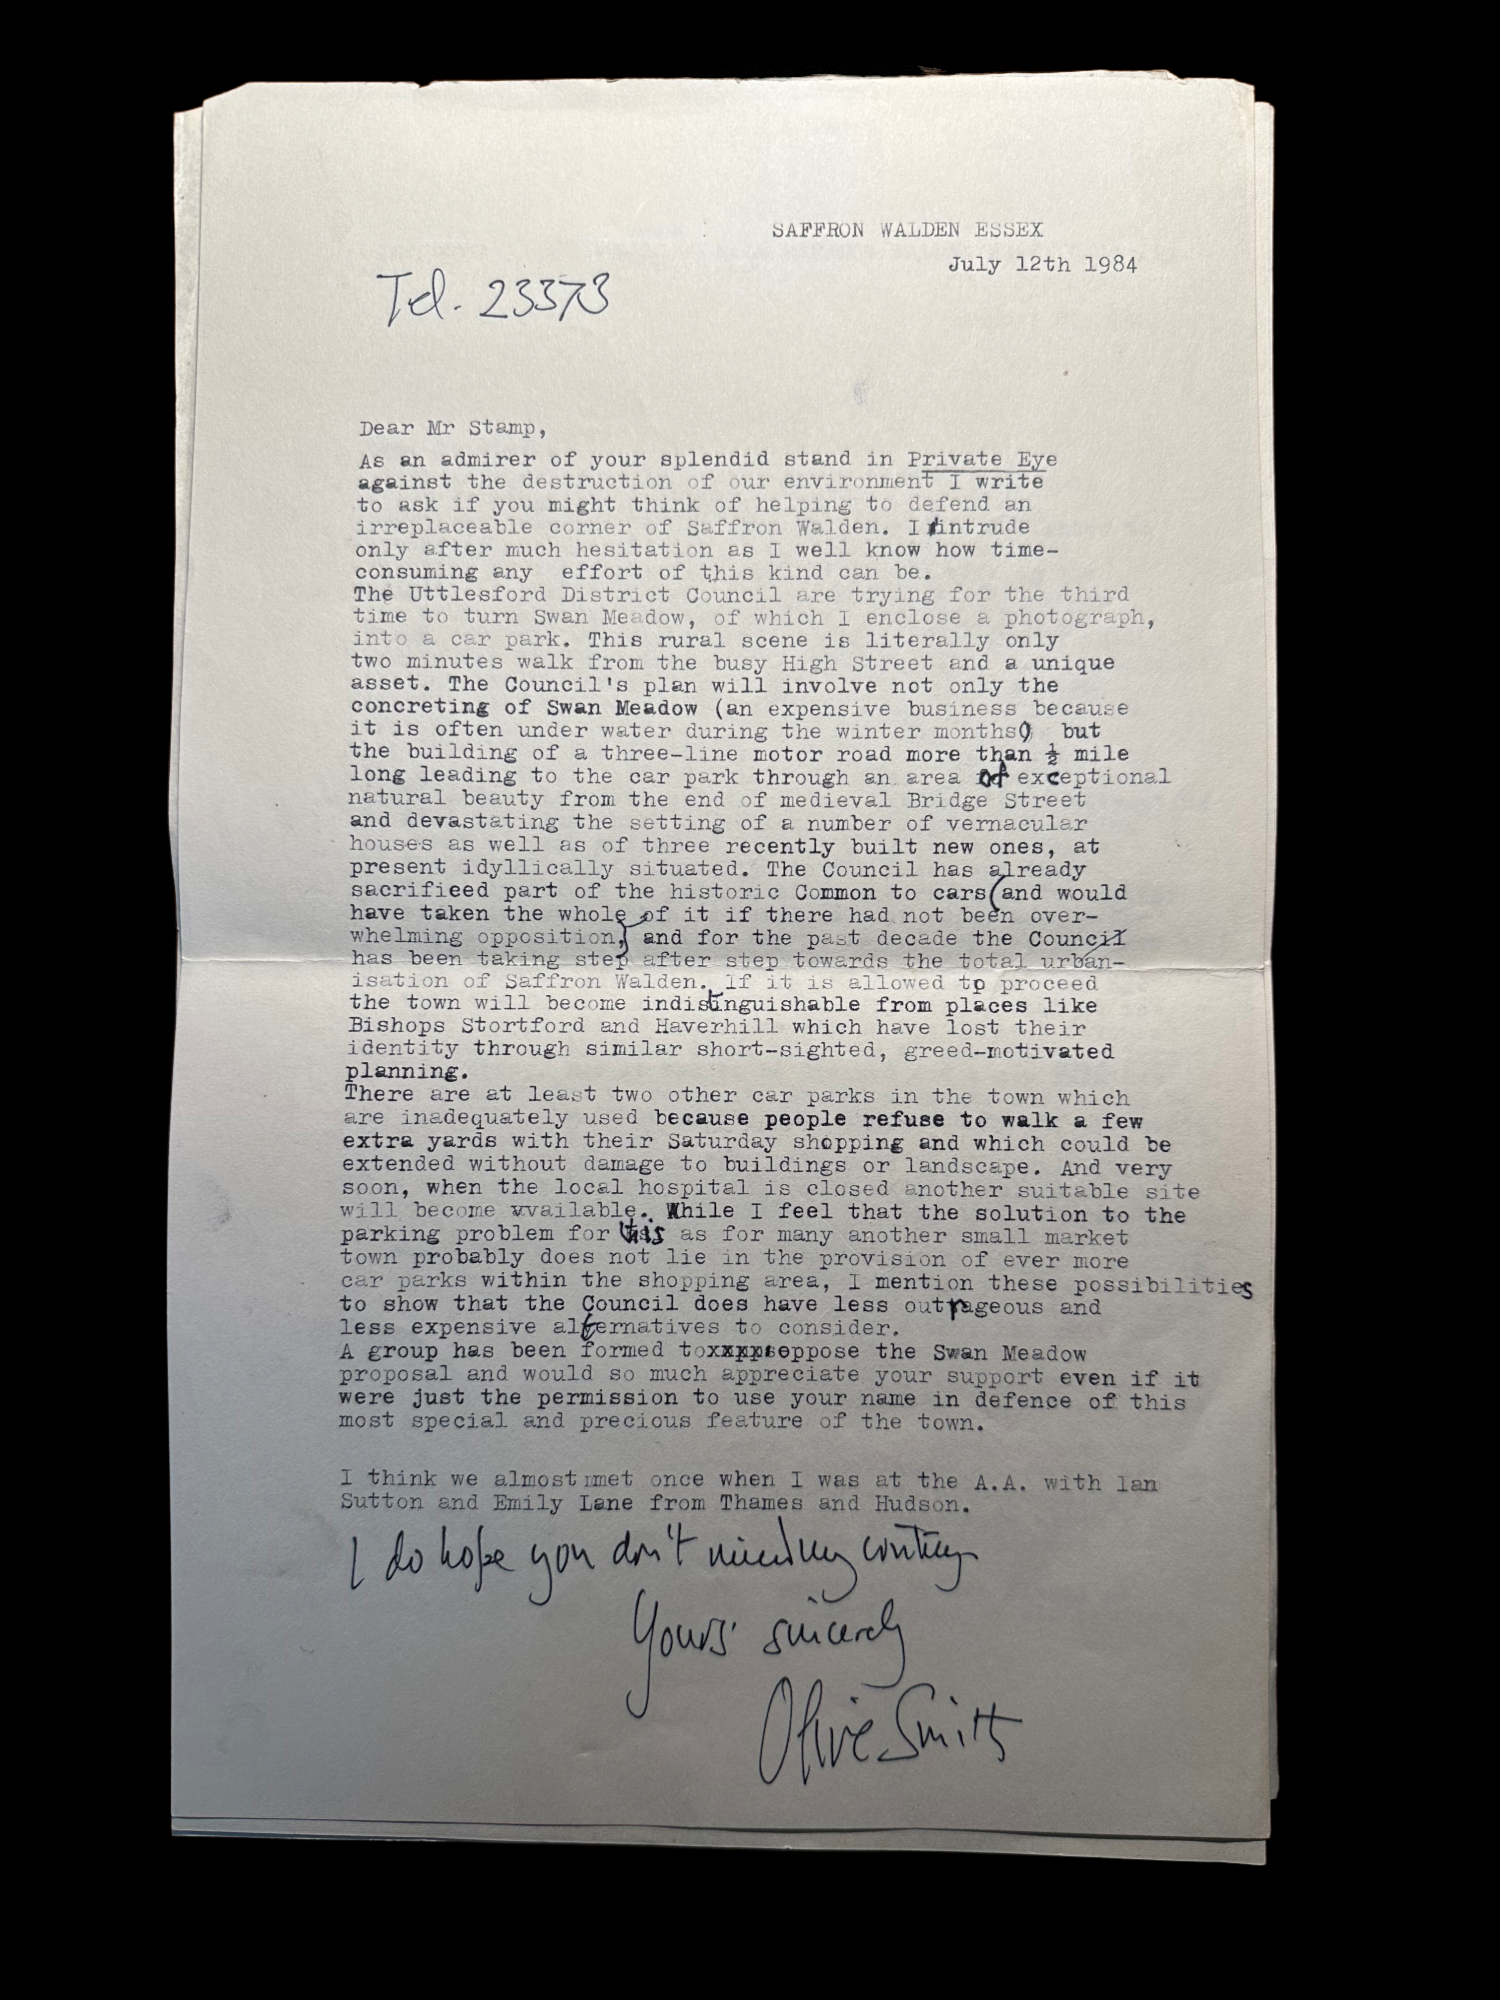 SAFFRON WALDEN ESSEX
July 12th 1984
Tel. 23373
Dear Mr Stamp,
As an admirer of your splendid stand in Private Eye
against the destruction of our environment I write
to ask if you might think of helping to defend an
irreplaceable corner of Saffron Walden. I intrude
only after much hesitation as I well know how time-
consuming any effort of this kind can be.
The Uttlesford District Council are trying for the third
time to turn Swan Meadow, of which I enclose a photograph,
into a car park. This rural scene is literally only
two minutes walk from the busy High Street and a unique
asset. The Council's plan will involve not only the
concreting of Swan Meadow (an expensive business because
it is often under water during the winter months) but
the building of a three-line motor road more than ½ mile
long leading to the car park through an area of exceptional
natural beauty from the end of medieval Bridge Street
and devastating the setting of a number of vernacular
houses as well as of three recently built new ones, at
present idyllically situated. The Council has already
sacrifieed part of the historic Common to cars (and would
have taken the whole of it if there had not been over-
whelming opposition) and for the past decade the Council
has been taking step after step towards the total urban-
isation of Saffron Walden. If it is allowed to proceed
the town will become indistinguishable from places like
Bishops Stortford and Haverhill which have lost their
identity through similar short-sighted, greed-motivated
planning.
There are at least two other car parks in the town which
are inadequately used because people refuse to walk a few
extra yards with their Saturday shopping and which could be
extended without damage to buildings or landscape. And very
soon, when the local hospital is closed another suitable site
will become vvailable. While I feel that the solution to the
parking problem for this as for many another small market
town probably does not lie in the provision of ever more
car parks within the shopping area, I mention these possibilities
to show that the Council does have less outrageous and
less expensive alternatives to consider.
A group has been formed toxxxxxoppose the Swan Meadow
proposal and would so much appreciate your support even if it
were just the permission to use your name in defence of this
most special and precious feature of the town.
I think we almost met once when I was at the A.A. with Ian
Sutton and Emily Lane from Thames and Hudson.
I do hope you don't mind my writing
Yours sincerely
Olive Smith